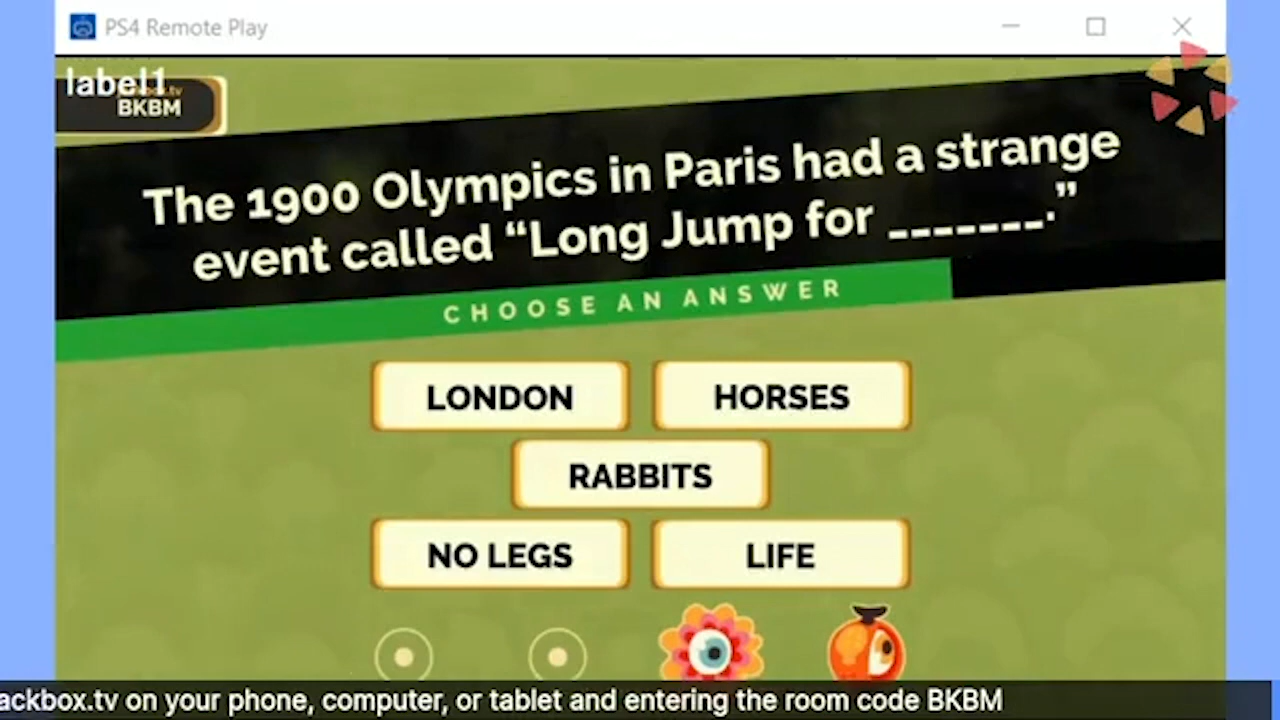 PS4 Remote Play
label1
BKBM
The 1900 Olympics in Paris had a strange
event called “Long Jump for _______.”
CHOOSE AN ANSWER
LONDON
HORSES
RABBITS
NO LEGS
LIFE
ackbox.tv on your phone, computer, or tablet and entering the room code BKBM